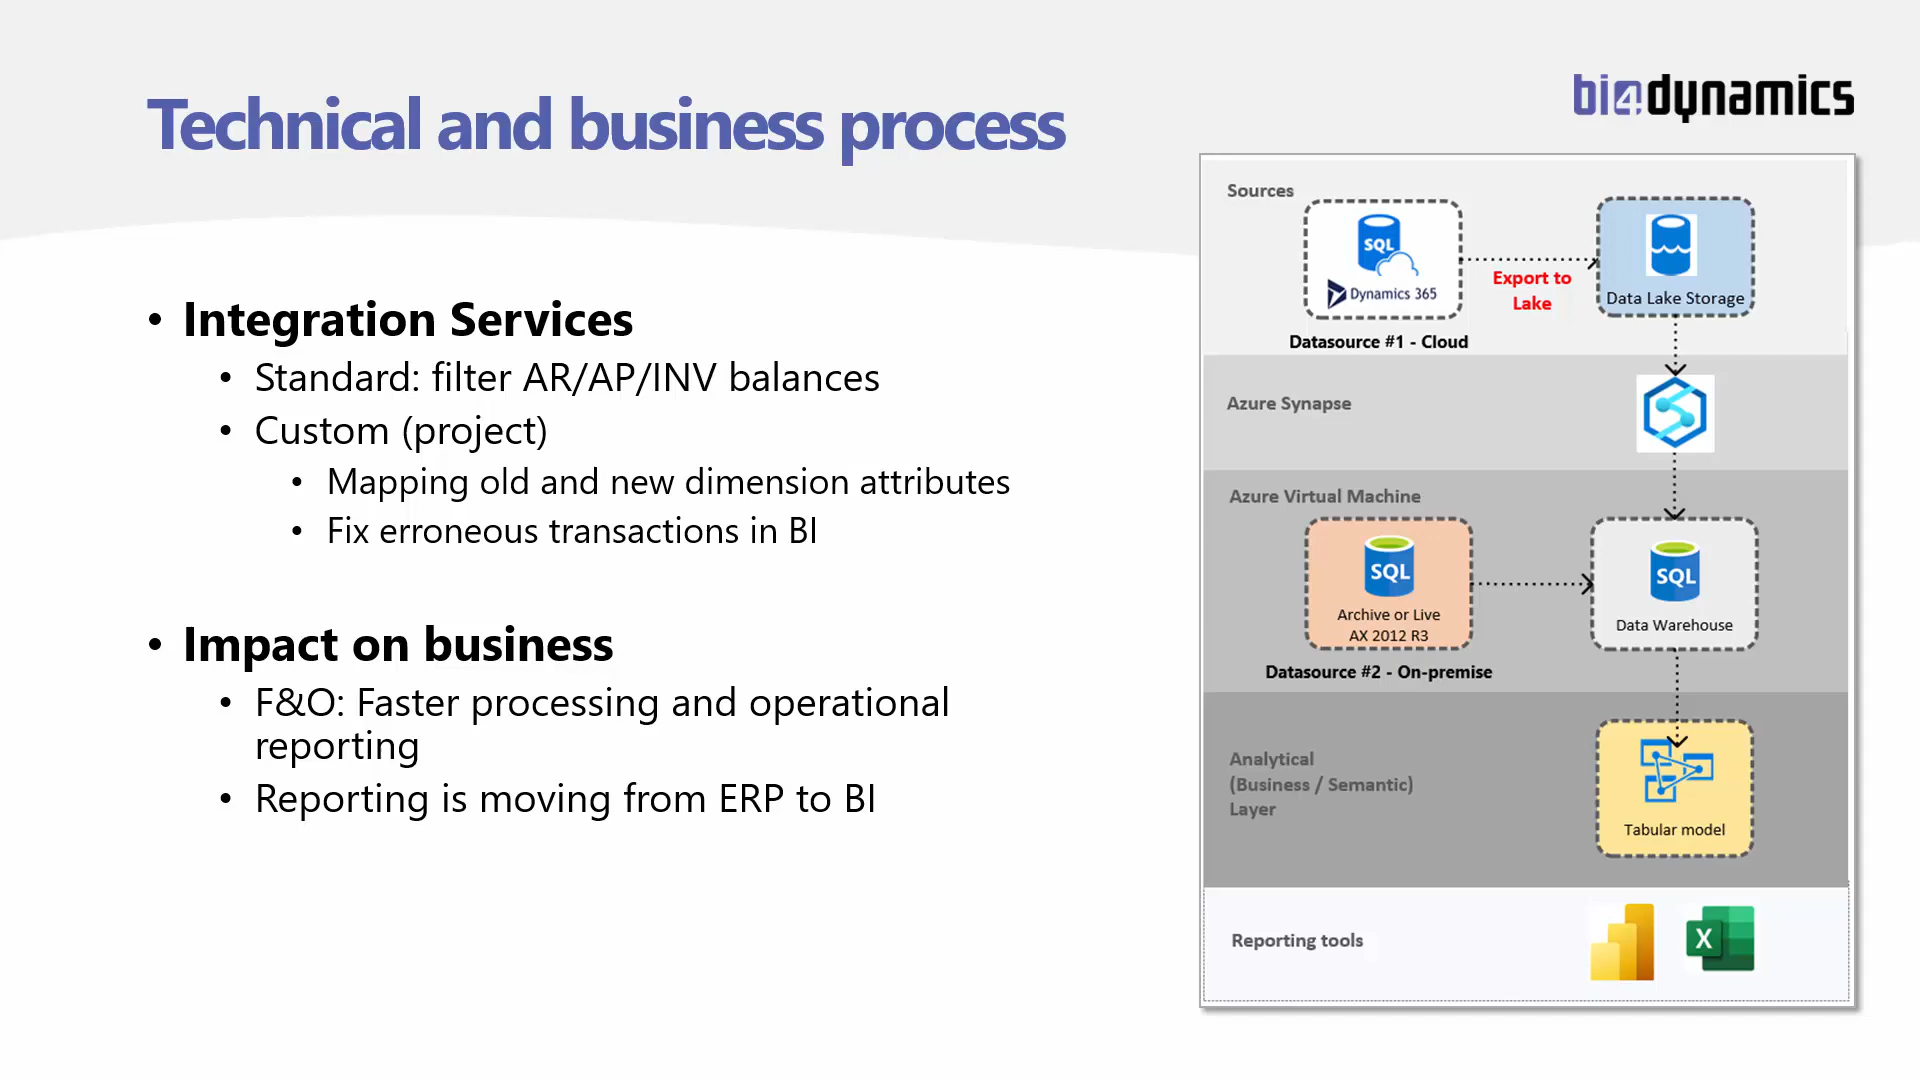 Technical and business process
bi4dynamics
• Integration Services
• Standard: filter AR/AP/INV balances
• Custom (project)
• Mapping old and new dimension attributes
• Fix erroneous transactions in BI
• Impact on business
• F&O: Faster processing and operational
reporting
• Reporting is moving from ERP to BI
Sources
SQL
Dynamics 365
Export to
Lake
Data Lake Storage
Datasource #1 - Cloud
Azure Synapse
Azure Virtual Machine
SQL
Archive or Live
AX 2012 R3
SQL
Data Warehouse
Datasource #2 - On-premise
Analytical
(Business / Semantic)
Layer
Tabular model
Reporting tools
X